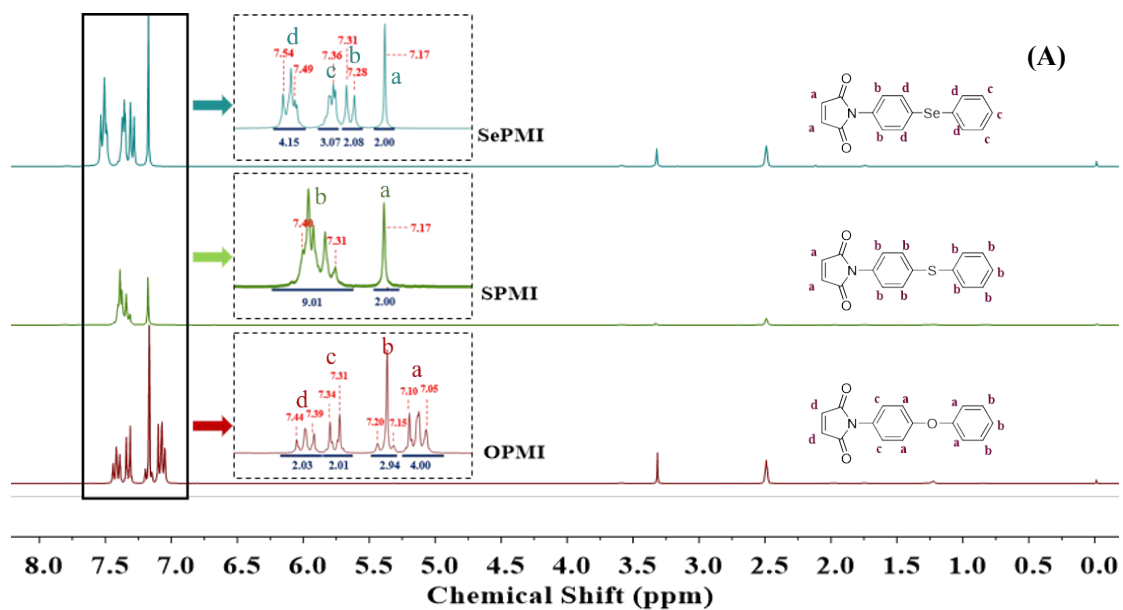 (A)
d
7.54
7.49
7.36
c
7.31
b
7.28
7.17
a
4.15
3.07
2.08
2.00
SePMI
O
a
a
N
O
b
d
b
d
Se
d
c
c
d
c
b
7.40
7.31
a
7.17
9.01
2.00
SPMI
O
a
a
N
O
b
b
b
b
S
b
b
b
b
b
d
7.44
7.39
c
7.34
7.31
b
7.20
7.15
a
7.10
7.05
2.03
2.01
2.94
4.00
OPMI
O
d
d
N
O
c
a
c
a
O
a
b
b
a
b
8.0 7.5 7.0 6.5 6.0 5.5 5.0 4.5 4.0 3.5 3.0 2.5 2.0 1.5 1.0 0.5 0.0
Chemical Shift (ppm)